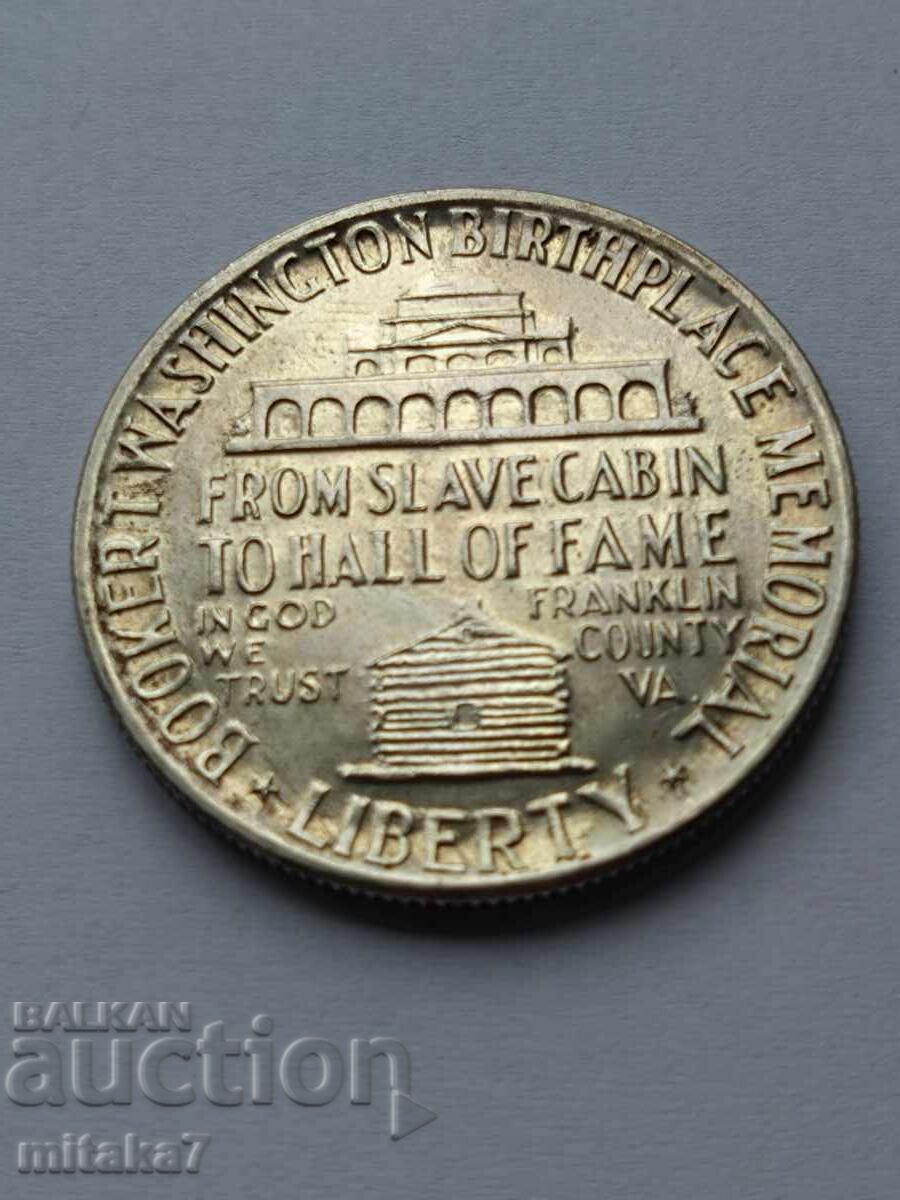 BOOKER T. WASHINGTON BIRTHPLACE MEMORIAL
FROM SLAVE CABIN
TO HALL OF FAME
IN GOD
WE
TRUST
FRANKLIN
COUNTY
VA.
★ LIBERTY ★
BALKAN
auction
mitaka7